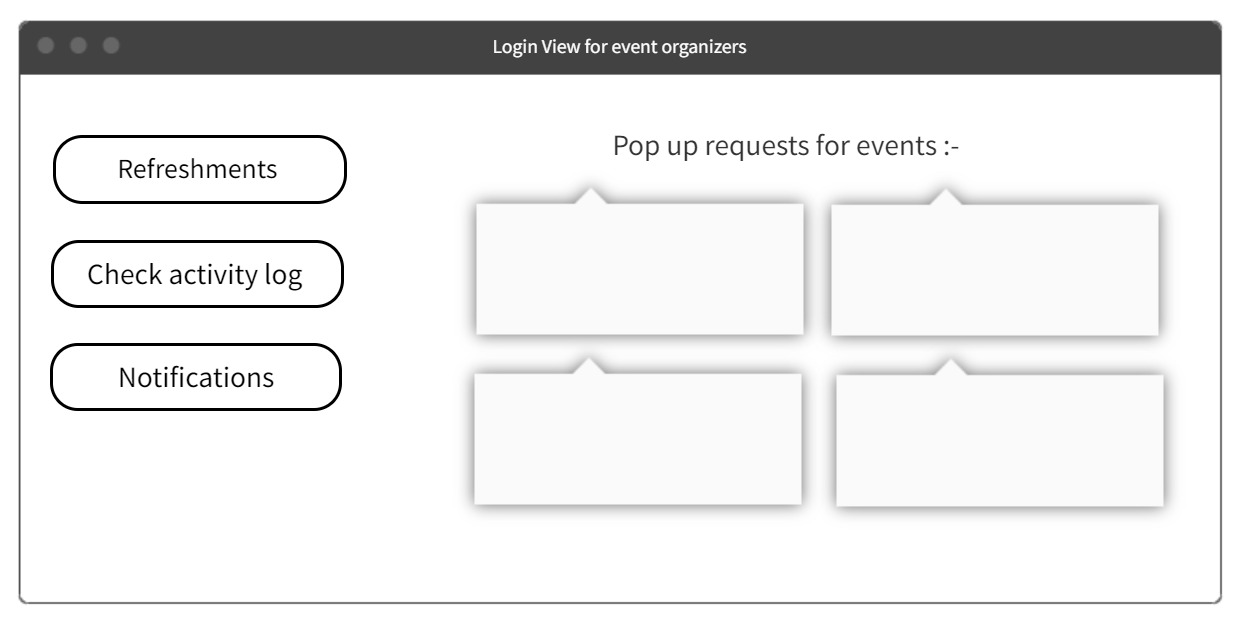 Login View for event organizers
Refreshments
Check activity log
Notifications
Pop up requests for events :-